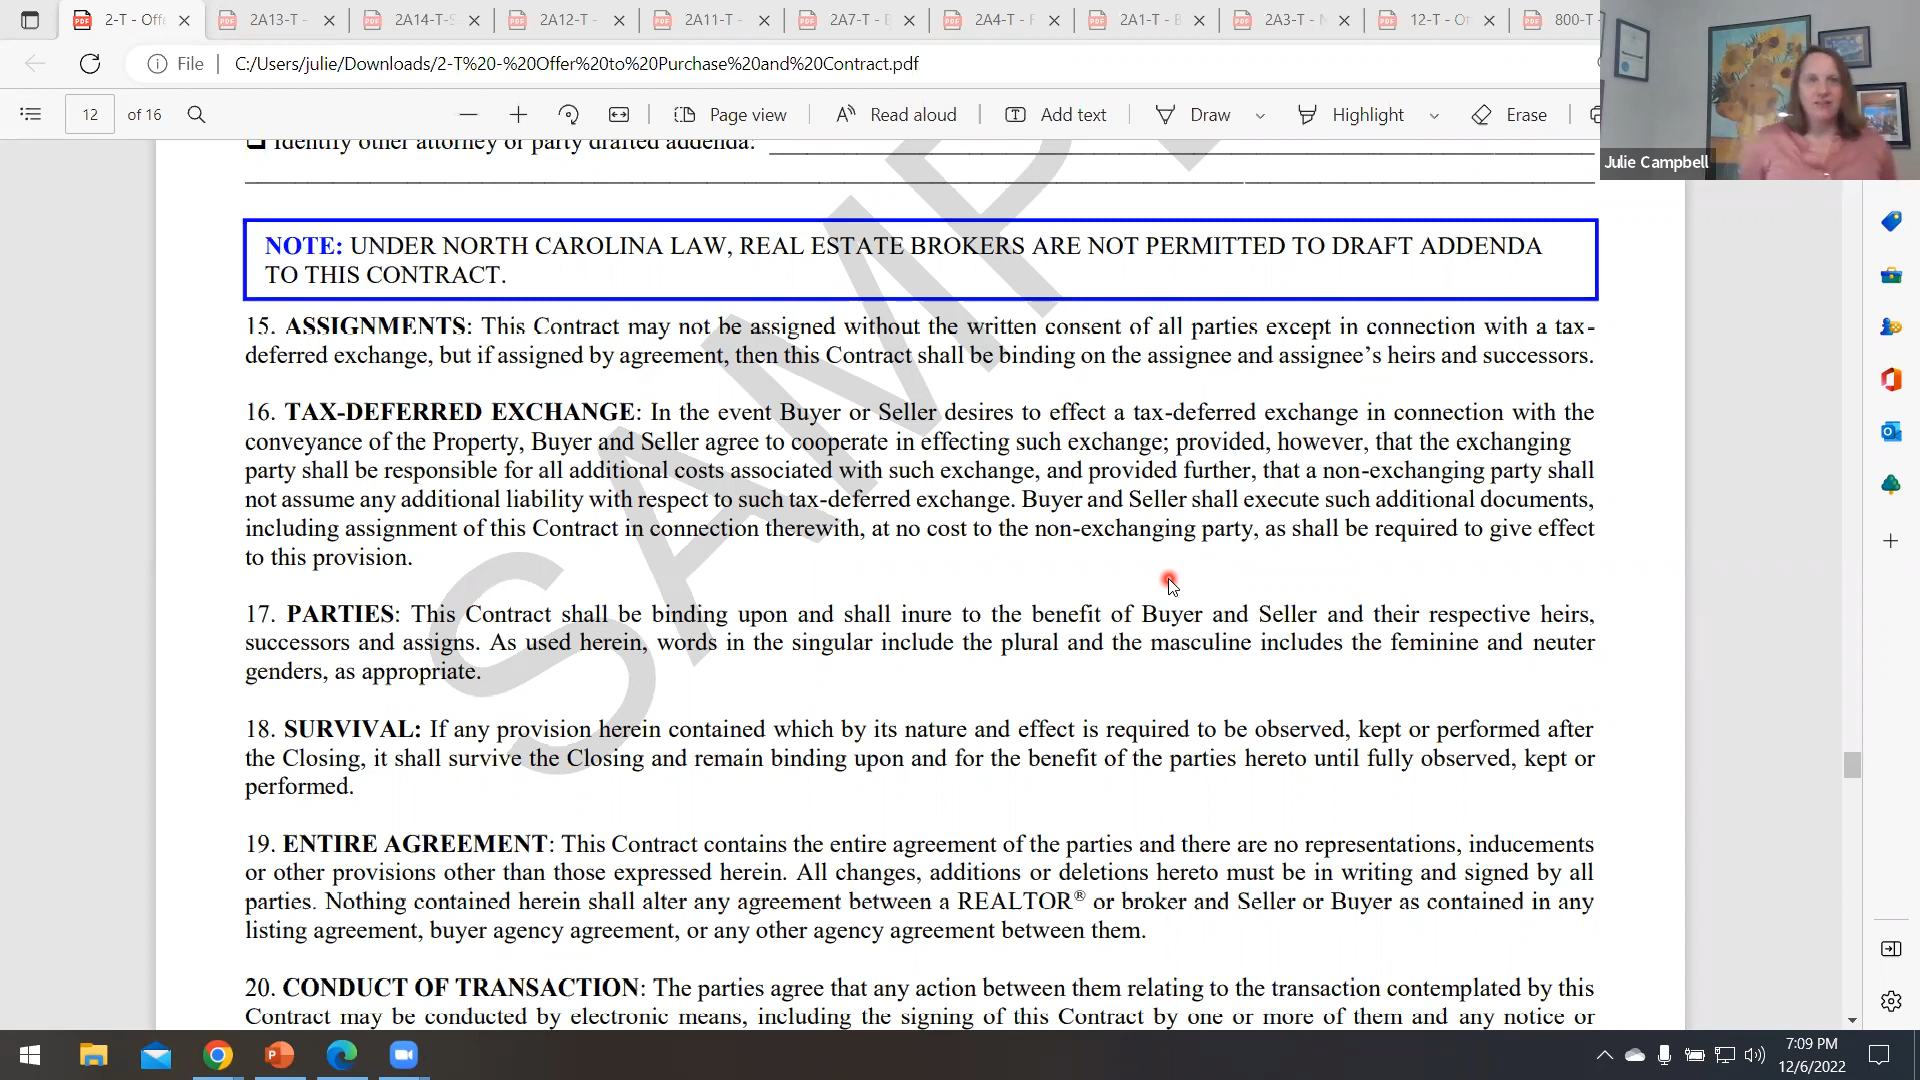 2-T - Offe
2A13-T -
2A14-T-S
2A12-T -
2A11-T -
2A7-T - B
2A4-T - F
2A1-T - B
2A3-T - N
12-T - Of
800-T -
File
C:/Users/julie/Downloads/2-T%20-%20Offer%20to%20Purchase%20and%20Contract.pdf
12
of 16
Page view
Read aloud
Add text
Draw
Highlight
Erase
Julie Campbell
Identify other attorney or party drafted addenda:
NOTE: UNDER NORTH CAROLINA LAW, REAL ESTATE BROKERS ARE NOT PERMITTED TO DRAFT ADDENDA
TO THIS CONTRACT.
15. ASSIGNMENTS: This Contract may not be assigned without the written consent of all parties except in connection with a tax-
deferred exchange, but if assigned by agreement, then this Contract shall be binding on the assignee and assignee’s heirs and successors.
16. TAX-DEFERRED EXCHANGE: In the event Buyer or Seller desires to effect a tax-deferred exchange in connection with the
conveyance of the Property, Buyer and Seller agree to cooperate in effecting such exchange; provided, however, that the exchanging
party shall be responsible for all additional costs associated with such exchange, and provided further, that a non-exchanging party shall
not assume any additional liability with respect to such tax-deferred exchange. Buyer and Seller shall execute such additional documents,
including assignment of this Contract in connection therewith, at no cost to the non-exchanging party, as shall be required to give effect
to this provision.
17. PARTIES: This Contract shall be binding upon and shall inure to the benefit of Buyer and Seller and their respective heirs,
successors and assigns. As used herein, words in the singular include the plural and the masculine includes the feminine and neuter
genders, as appropriate.
18. SURVIVAL: If any provision herein contained which by its nature and effect is required to be observed, kept or performed after
the Closing, it shall survive the Closing and remain binding upon and for the benefit of the parties hereto until fully observed, kept or
performed.
19. ENTIRE AGREEMENT: This Contract contains the entire agreement of the parties and there are no representations, inducements
or other provisions other than those expressed herein. All changes, additions or deletions hereto must be in writing and signed by all
parties. Nothing contained herein shall alter any agreement between a REALTOR® or broker and Seller or Buyer as contained in any
listing agreement, buyer agency agreement, or any other agency agreement between them.
20. CONDUCT OF TRANSACTION: The parties agree that any action between them relating to the transaction contemplated by this
Contract may be conducted by electronic means, including the signing of this Contract by one or more of them and any notice or
SAMP
7:09 PM
12/6/2022